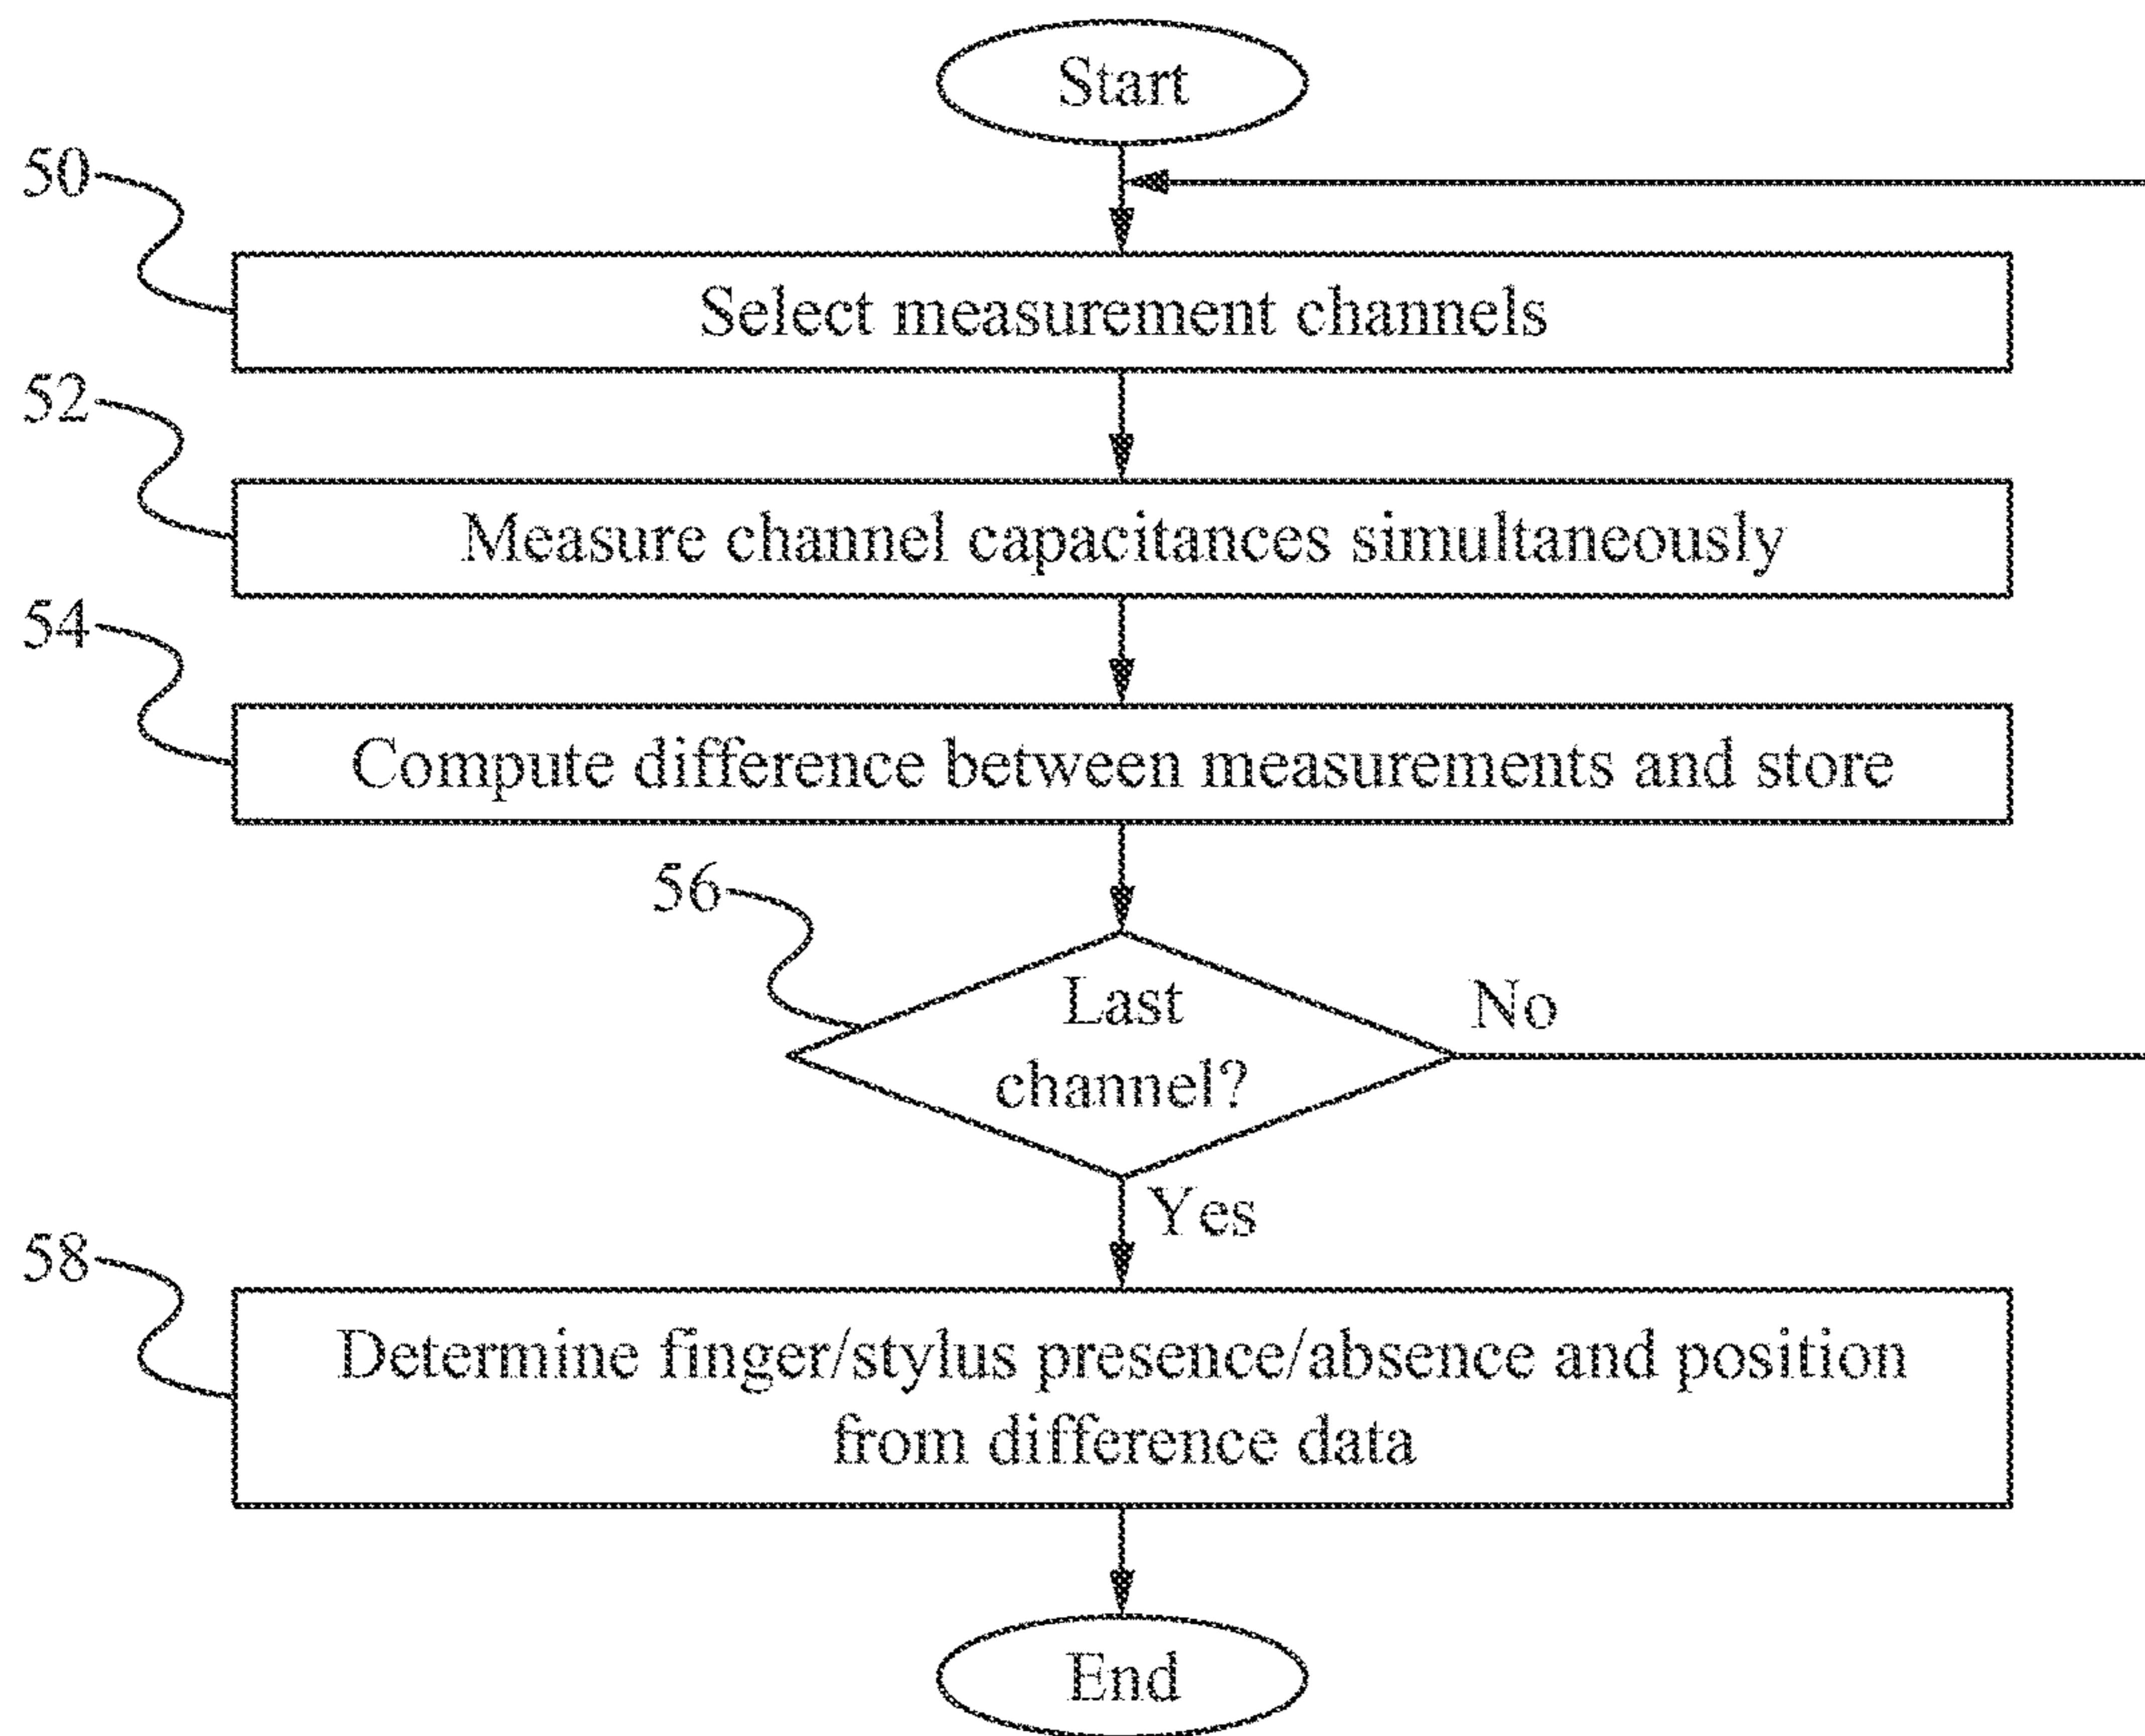 Start
50
Select measurement channels
52
Measure channel capacitances simultaneously
54
Compute difference between measurements and store
56
Last
channel?
No
Yes
58
Determine finger/stylus presence/absence and position
from difference data
End